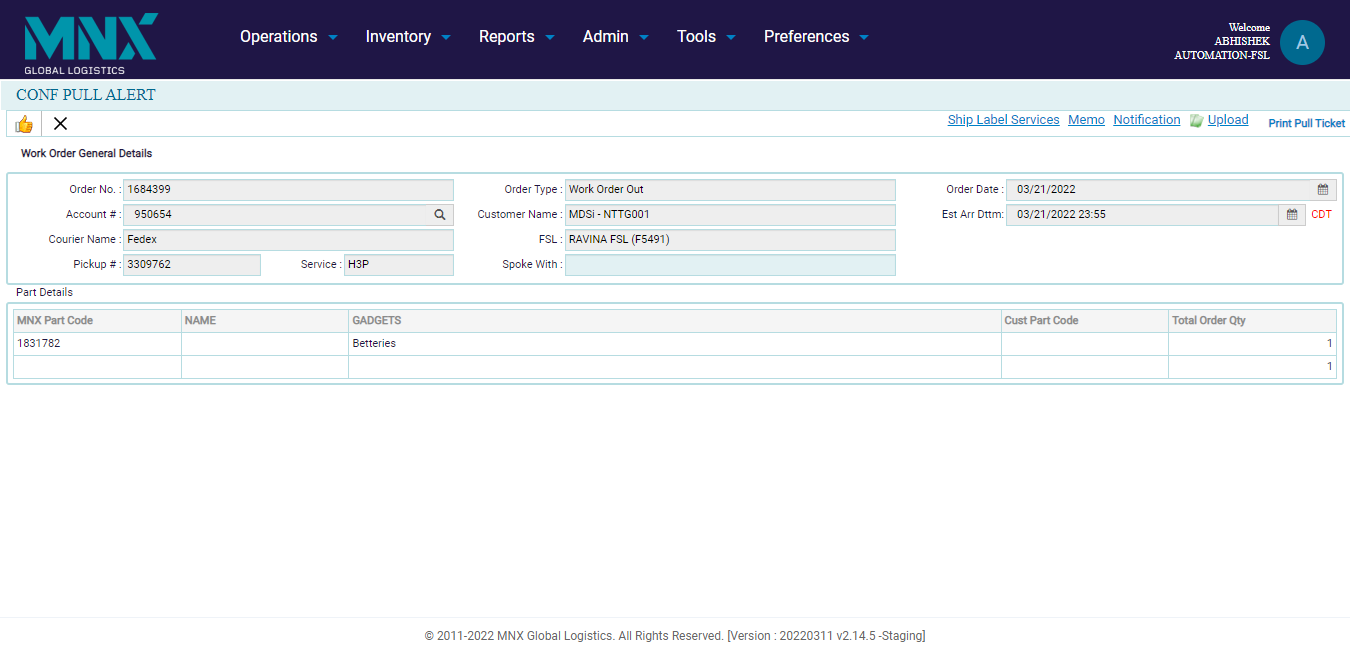 MNX
GLOBAL LOGISTICS
Operations Inventory Reports Admin Tools Preferences
Welcome
ABHISHEK
AUTOMATION-FSL
A
CONF PULL ALERT
Ship Label Services Memo Notification Upload Print Pull Ticket
Work Order General Details
Order No. : 1684399 Order Type : Work Order Out Order Date : 03/21/2022
Account # : 950654 Customer Name : MDSi - NTTG001 Est Arr Dttm: 03/21/2022 23:55 CDT
Courier Name : Fedex FSL : RAVINA FSL (F5491)
Pickup # : 3309762 Service : H3P Spoke With :
Part Details
MNX Part Code NAME GADGETS Cust Part Code Total Order Qty
1831782 Betteries 1
1
© 2011-2022 MNX Global Logistics. All Rights Reserved. [Version : 20220311 v2.14.5 -Staging]